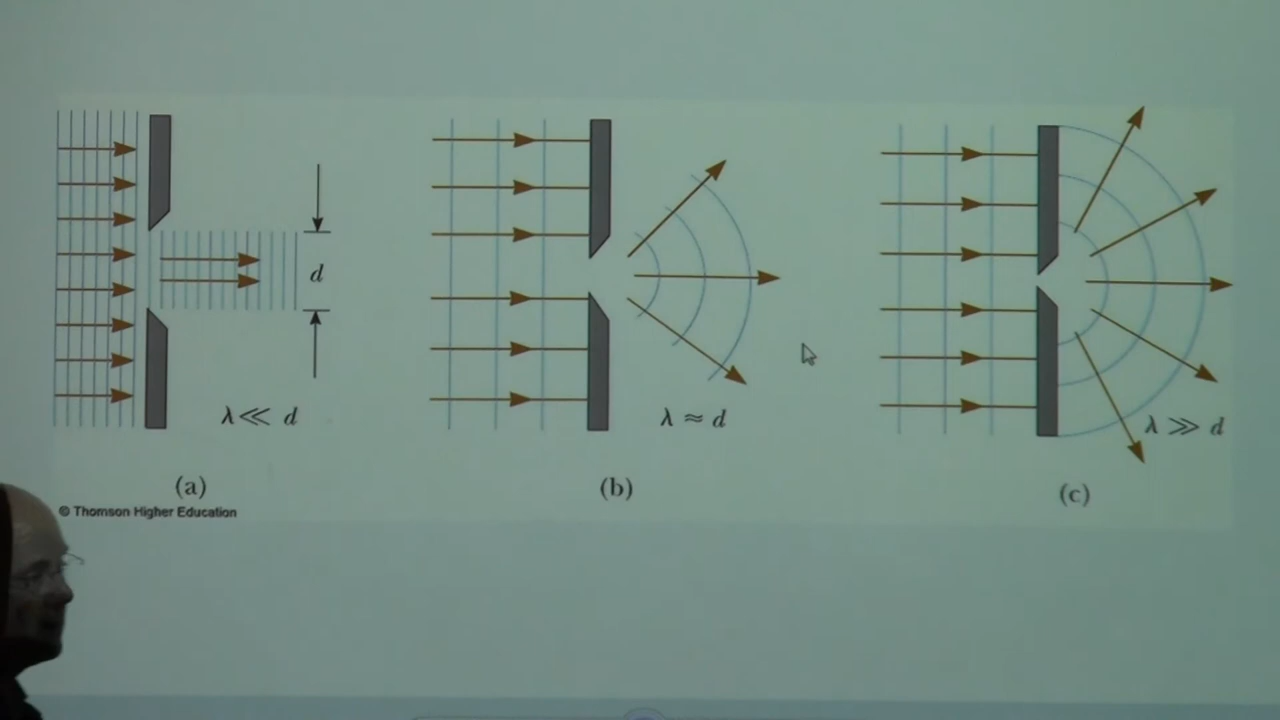 d
λ ≪ d
λ ≈ d
λ ≫ d
(a)
(b)
(c)
© Thomson Higher Education